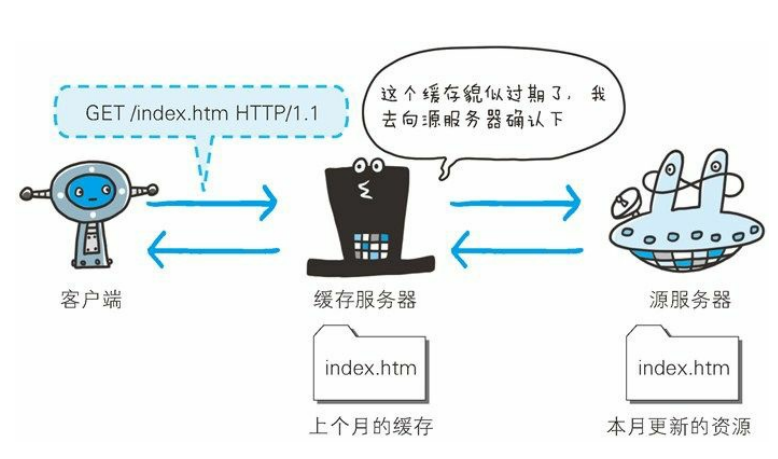 GET /index.htm HTTP/1.1
这个缓存貌似过期了，我
去向源服务器确认下
客户端
缓存服务器
源服务器
index.htm
index.htm
上个月的缓存
本月更新的资源